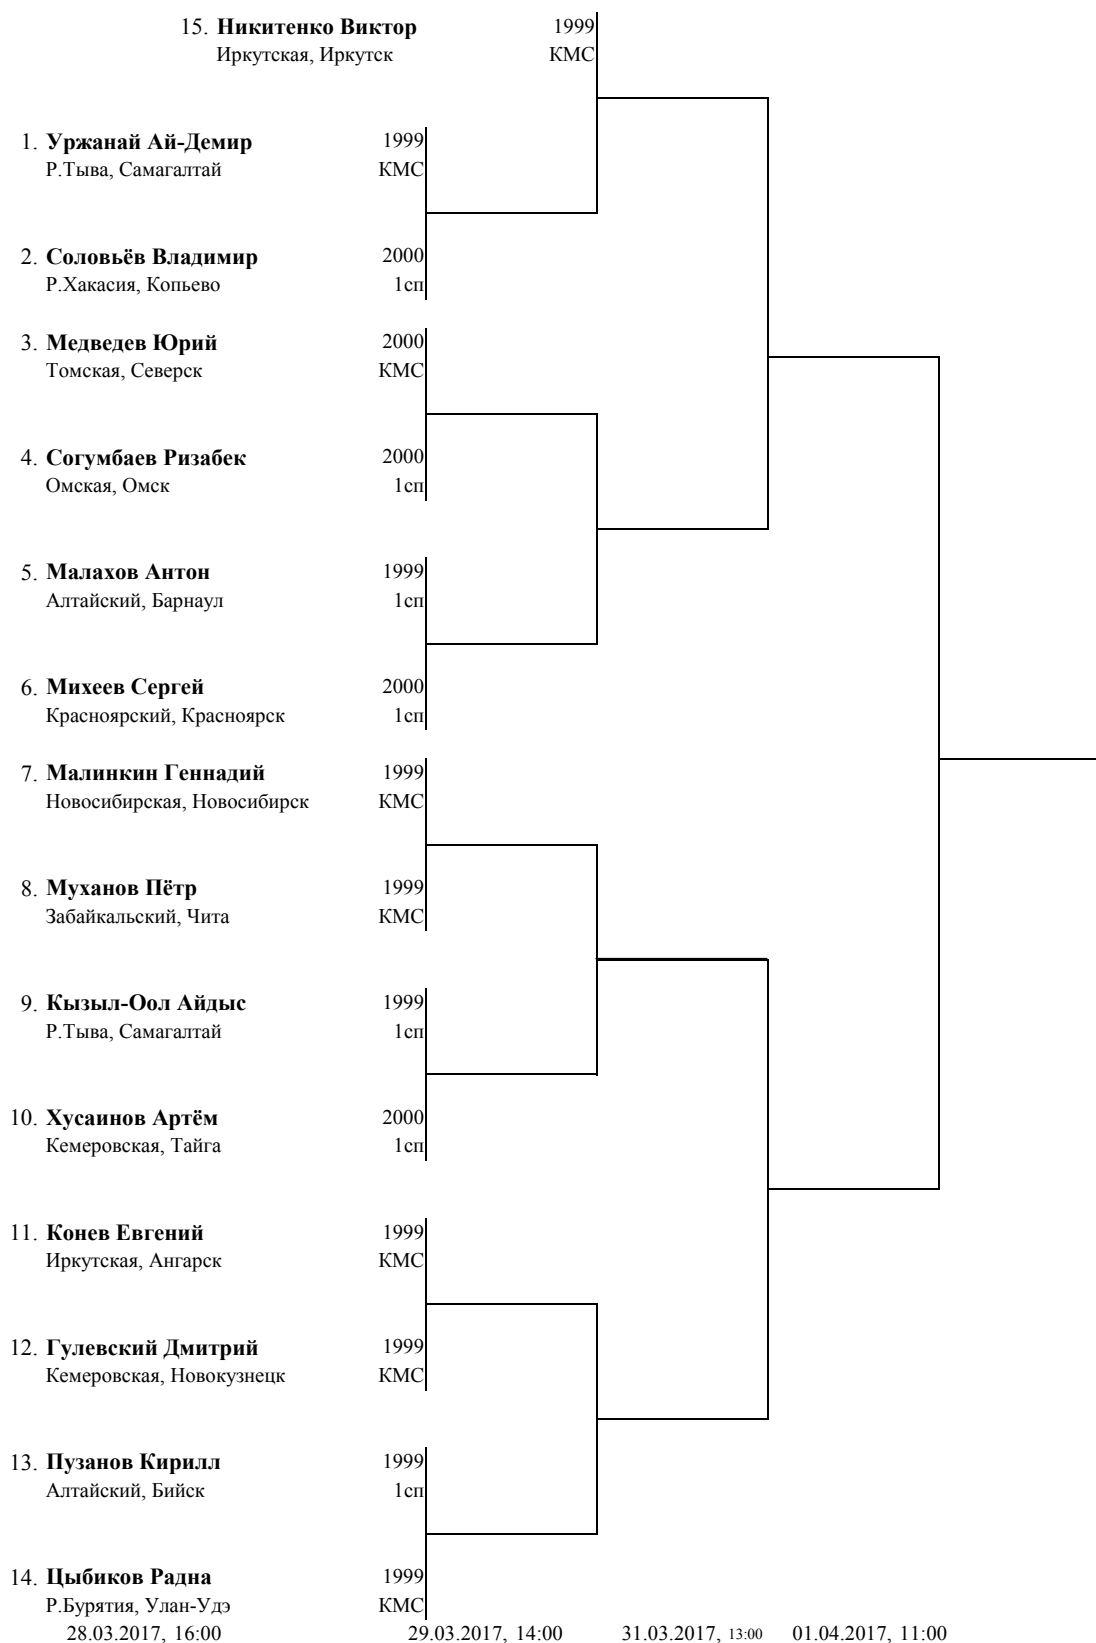 15. Никитенко Виктор 1999
Иркутская, Иркутск КМС
1. Уржанай Ай-Демир 1999
Р.Тыва, Самагалтай КМС
2. Соловьёв Владимир 2000
Р.Хакасия, Копьево 1сп
3. Медведев Юрий 2000
Томская, Северск КМС
4. Согумбаев Ризабек 2000
Омская, Омск 1сп
5. Малахов Антон 1999
Алтайский, Барнаул 1сп
6. Михеев Сергей 2000
Красноярский, Красноярск 1сп
7. Малинкин Геннадий 1999
Новосибирская, Новосибирск КМС
8. Муханов Пётр 1999
Забайкальский, Чита КМС
9. Кызыл-Оол Айдыс 1999
Р.Тыва, Самагалтай 1сп
10. Хусаинов Артём 2000
Кемеровская, Тайга 1сп
11. Конев Евгений 1999
Иркутская, Ангарск КМС
12. Гулевский Дмитрий 1999
Кемеровская, Новокузнецк КМС
13. Пузанов Кирилл 1999
Алтайский, Бийск 1сп
14. Цыбиков Радна 1999
Р.Бурятия, Улан-Удэ КМС
28.03.2017, 16:00 29.03.2017, 14:00 31.03.2017, 13:00 01.04.2017, 11:00